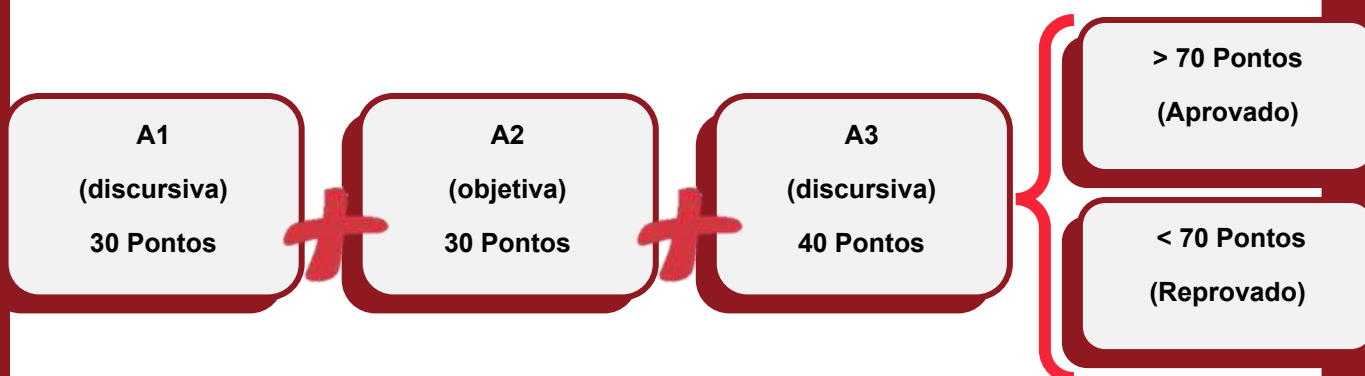 A1
(discursiva)
30 Pontos
A2
(objetiva)
30 Pontos
A3
(discursiva)
40 Pontos
> 70 Pontos
(Aprovado)
< 70 Pontos
(Reprovado)